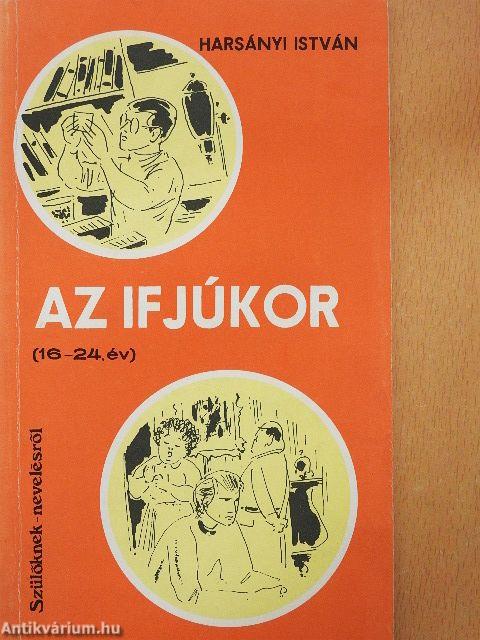 HARSÁNYI ISTVÁN
AZ IFJÚKOR
(16-24. év)
Szülőknek-nevelésről
Antikvárium.hu